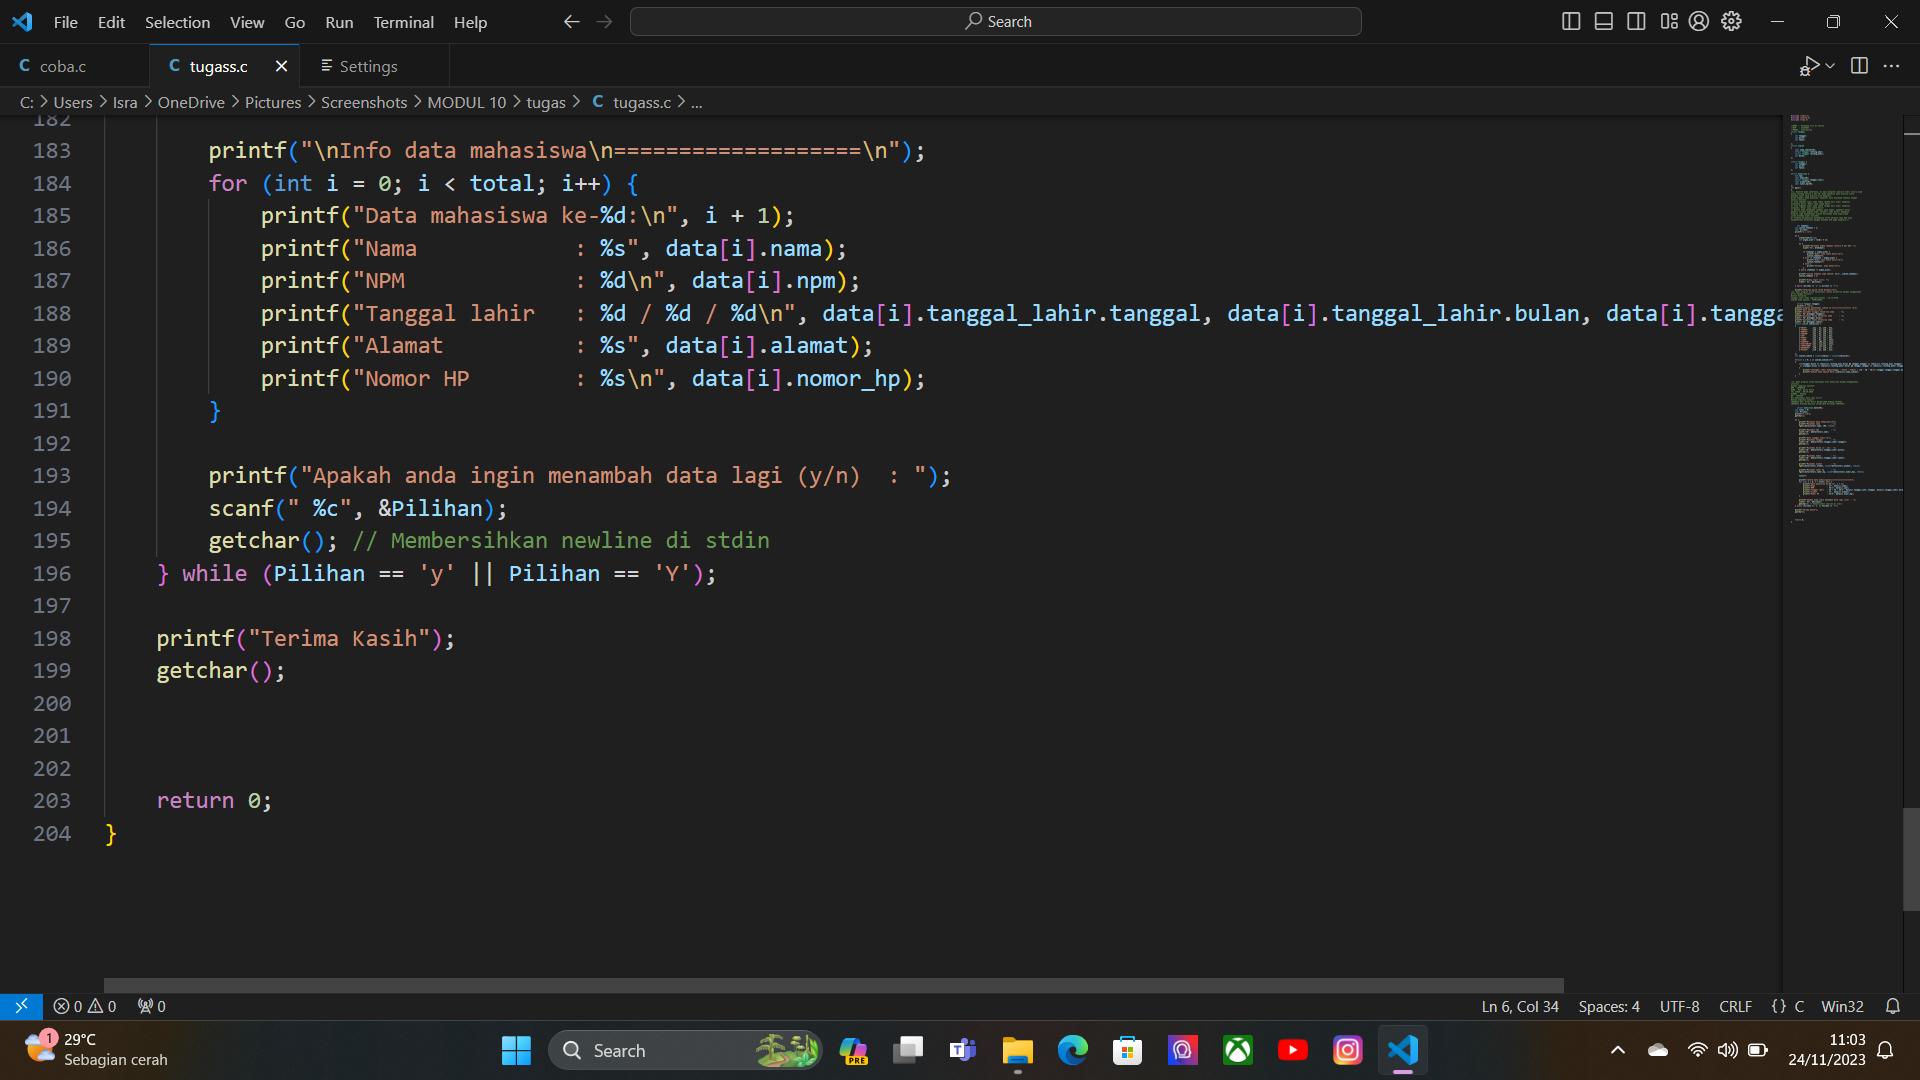 File Edit Selection View Go Run Terminal Help
Search
C coba.c
C tugass.c
Settings
C: > Users > Isra > OneDrive > Pictures > Screenshots > MODUL 10 > tugas > C tugass.c > ...
182
183 printf("\nInfo data mahasiswa\n===================\n");
184 for (int i = 0; i < total; i++) {
185 printf("Data mahasiswa ke-%d:\n", i + 1);
186 printf("Nama            : %s", data[i].nama);
187 printf("NPM             : %d\n", data[i].npm);
188 printf("Tanggal lahir   : %d / %d / %d\n", data[i].tanggal_lahir.tanggal, data[i].tanggal_lahir.bulan, data[i].tangga
189 printf("Alamat          : %s", data[i].alamat);
190 printf("Nomor HP        : %s\n", data[i].nomor_hp);
191 }
192
193 printf("Apakah anda ingin menambah data lagi (y/n)  : ");
194 scanf(" %c", &Pilihan);
195 getchar(); // Membersihkan newline di stdin
196 } while (Pilihan == 'y' || Pilihan == 'Y');
197
198 printf("Terima Kasih");
199 getchar();
200
201
202
203 return 0;
204 }
0 0 0
Ln 6, Col 34 Spaces: 4 UTF-8 CRLF {} C Win32
1
29°C
Sebagian cerah
Search
PRE
11:03
24/11/2023